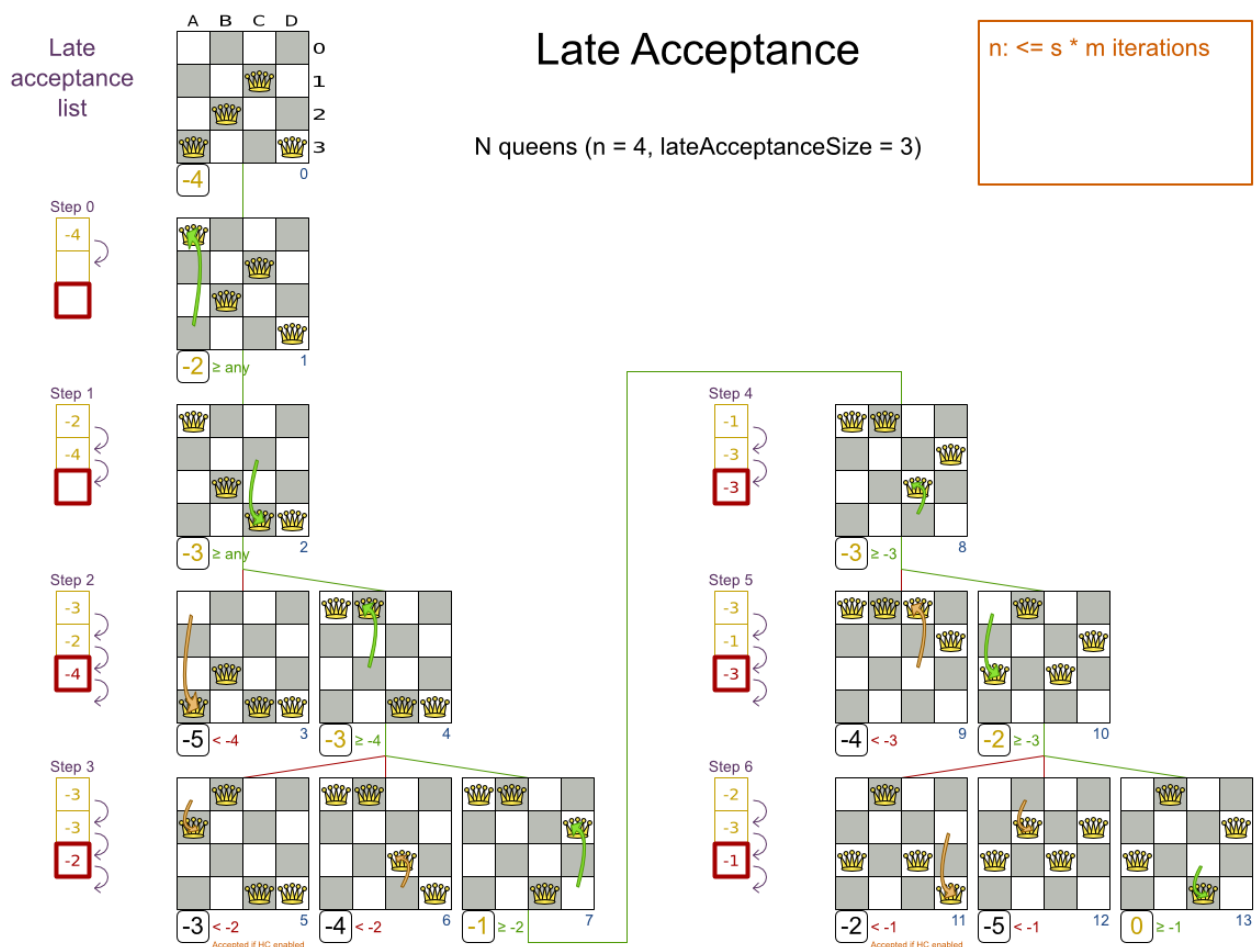 A B C D
Late
acceptance
list
0
1
2
3
Late Acceptance
N queens (n = 4, lateAcceptanceSize = 3)
n: <= s * m iterations
-4
0
Step 0
-4
-2 ≥ any
1
Step 1
-2
-4
-3 ≥ any
2
Step 2
-3
-2
-4
-5 < -4
3
-3 ≥ -4
4
Step 3
-3
-3
-2
-3 < -2
5
Accepted if HC enabled
-4 < -2
6
-1 ≥ -2
7
Step 4
-1
-3
-3
-3 ≥ -3
8
Step 5
-3
-1
-3
-4 < -3
9
-2 ≥ -3
10
Step 6
-2
-3
-1
-2 < -1
11
Accepted if HC enabled
-5 < -1
12
0 ≥ -1
13